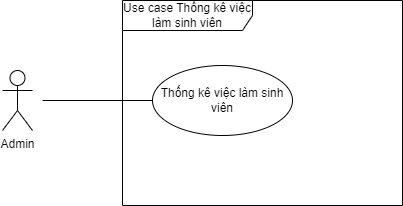 Use case Thống kê việc
làm sinh viên
Thống kê việc làm sinh
viên
Admin